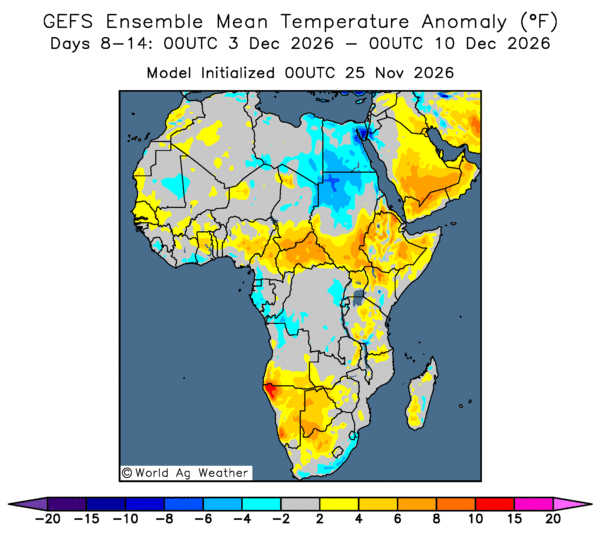 GEFS Ensemble Mean Temperature Anomaly (°F)
Days 8-14: 00UTC 3 Dec 2026 - 00UTC 10 Dec 2026
Model Initialized 00UTC 25 Nov 2026
© World Ag Weather
-20 -15 -10 -8 -6 -4 -2 2 4 6 8 10 15 20